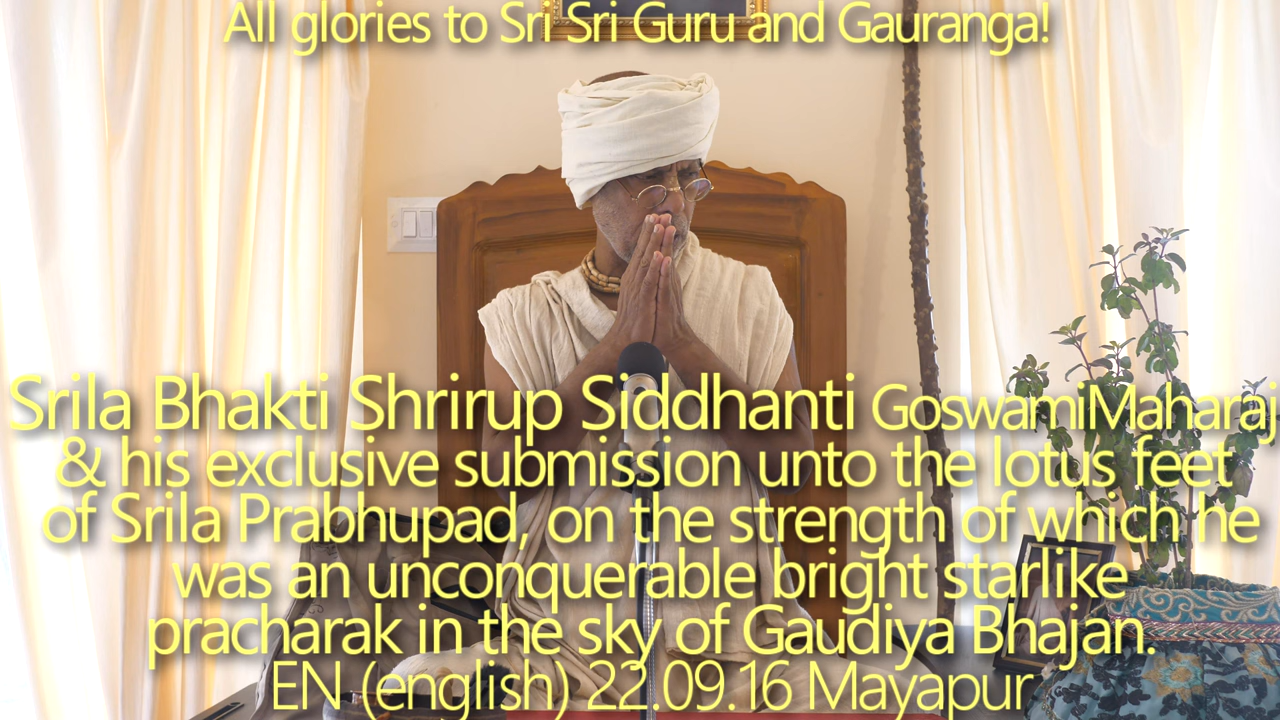 All glories to Sri Sri Guru and Gauranga!
Srila Bhakti Shrirup Siddhanti GoswamiMaharaj
& his exclusive submission unto the lotus feet
of Srila Prabhupad, on the strength of which he
was an unconquerable bright starlike
pracharak in the sky of Gaudiya Bhajan.
EN (english) 22.09.16 Mayapur